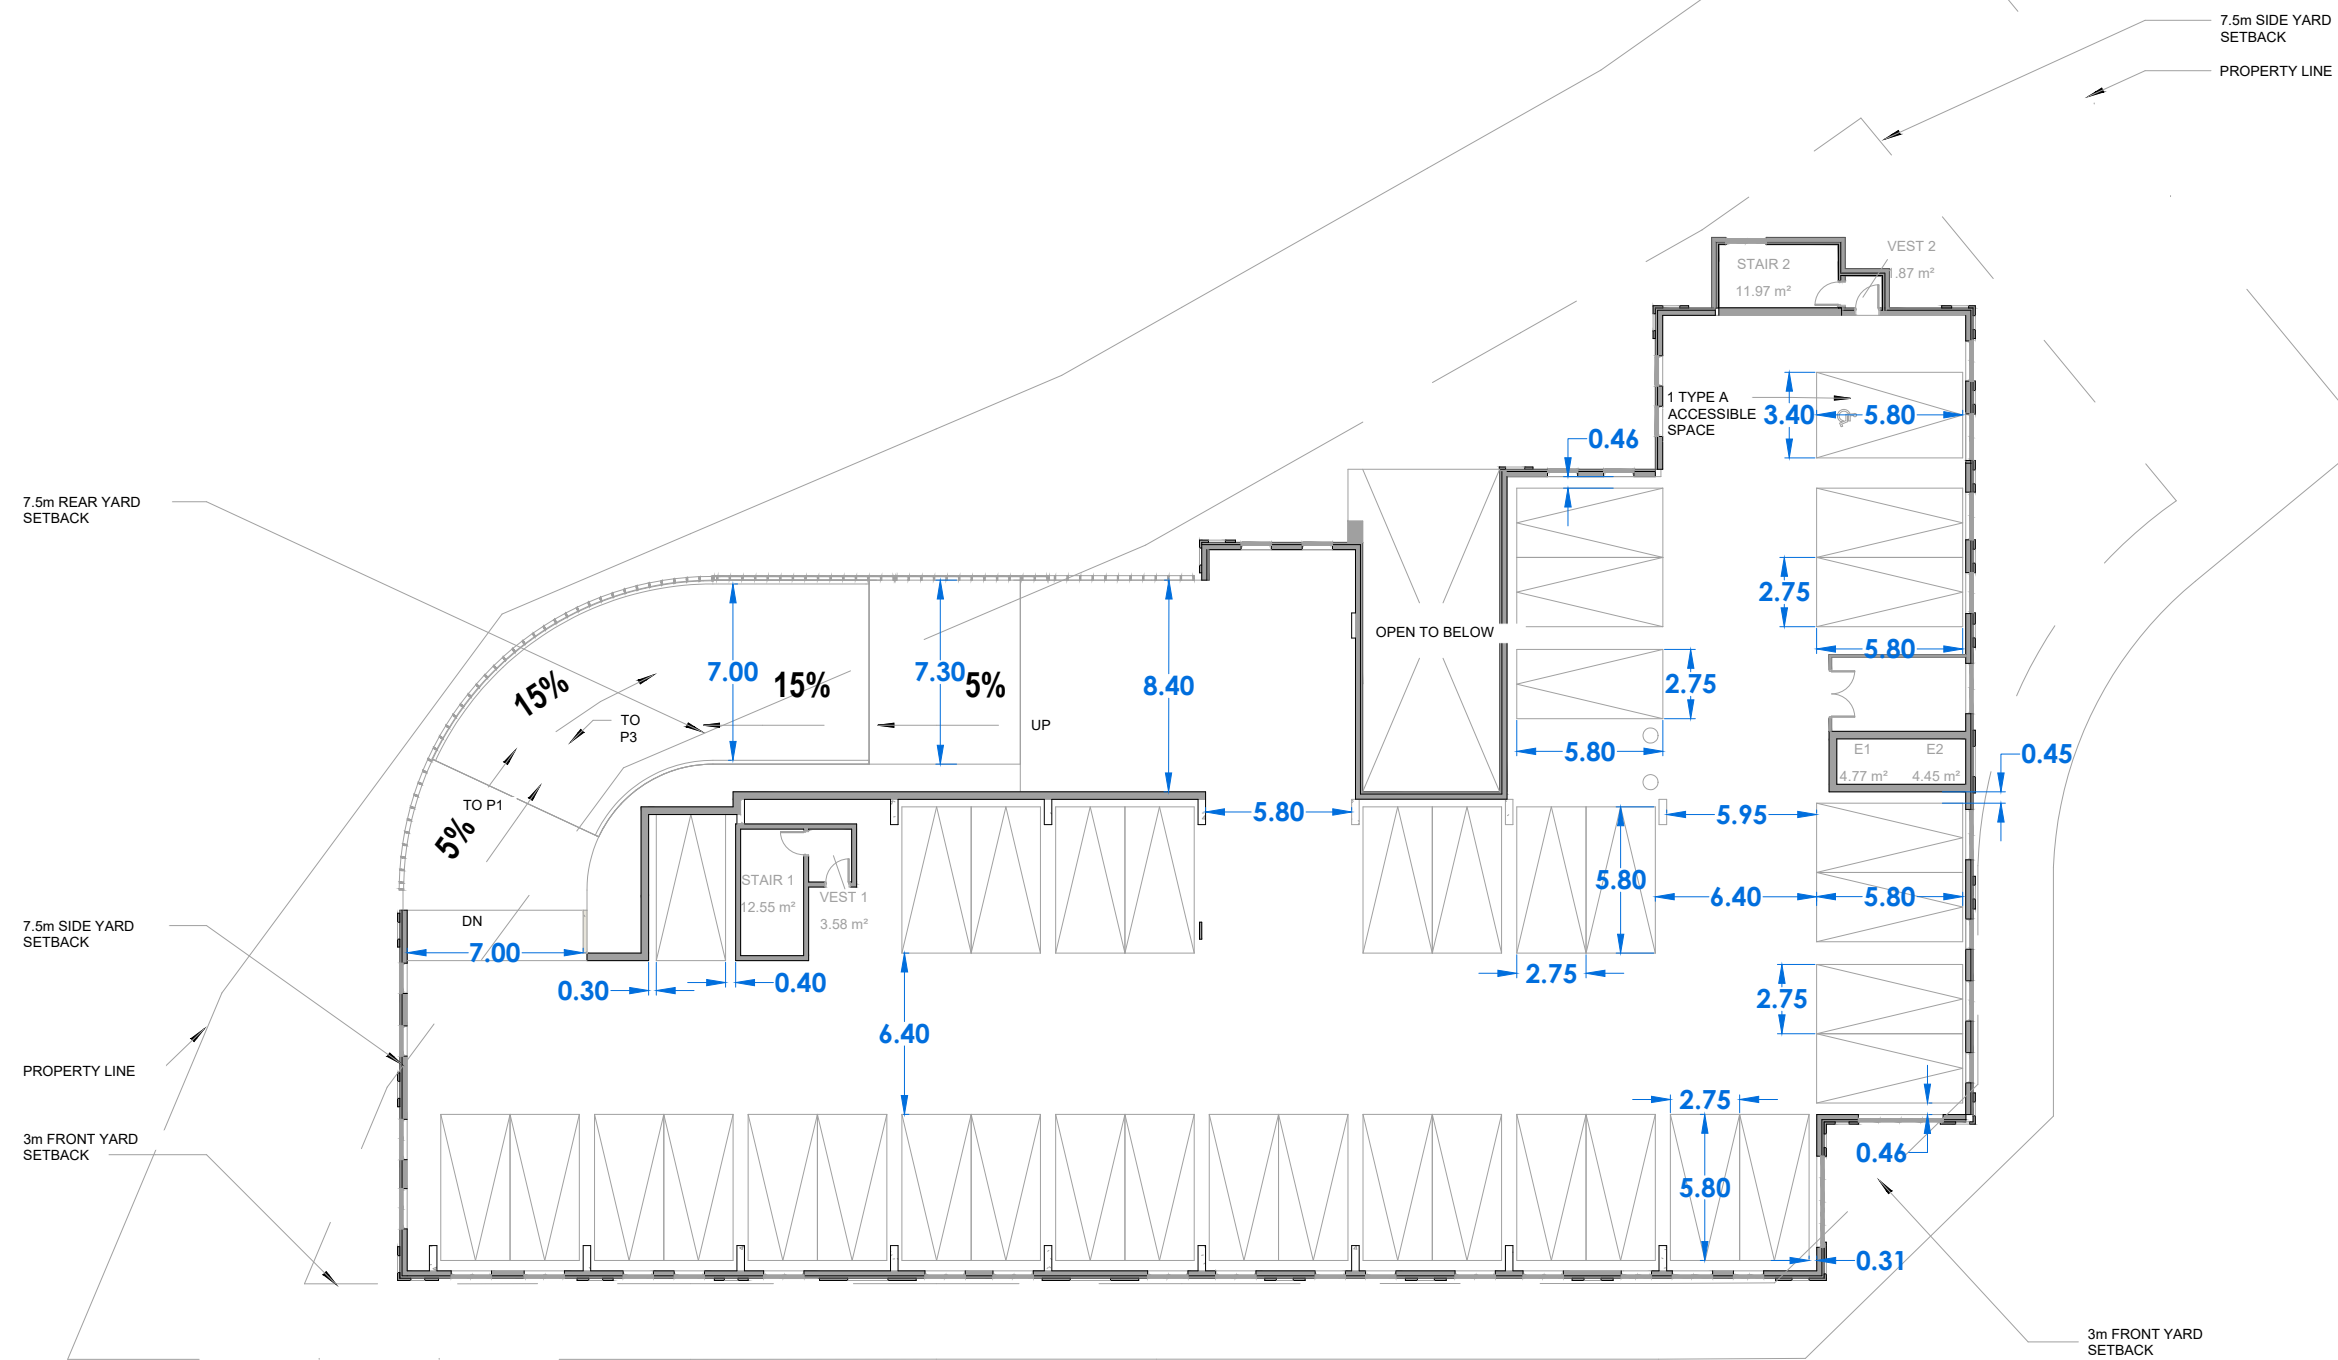 7.5m SIDE YARD
SETBACK
PROPERTY LINE
VEST 2
1.87 m²
STAIR 2
11.97 m²
1 TYPE A
ACCESSIBLE
SPACE
3.40
5.80
0.46
7.5m REAR YARD
SETBACK
2.75
OPEN TO BELOW
5.80
7.00
15%
7.30
5%
8.40
2.75
15%
TO
P3
UP
5.80
E1
E2
4.77 m²
4.45 m²
0.45
TO P1
5%
5.80
5.95
STAIR 1
12.55 m²
VEST 1
3.58 m²
5.80
6.40
5.80
7.5m SIDE YARD
SETBACK
DN
7.00
0.30
0.40
2.75
2.75
6.40
PROPERTY LINE
2.75
3m FRONT YARD
SETBACK
0.46
5.80
0.31
3m FRONT YARD
SETBACK